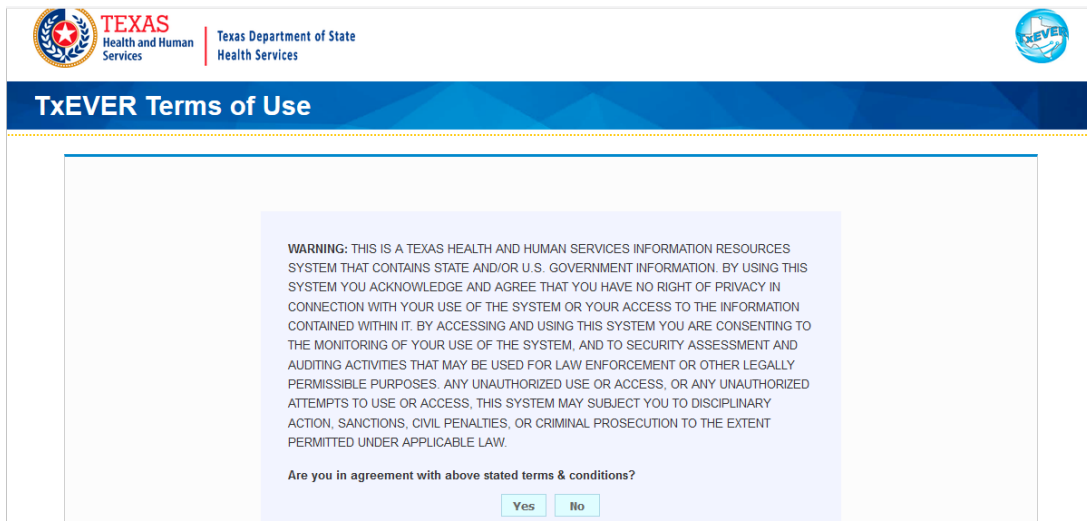 TEXAS
Health and Human
Services
Texas Department of State
Health Services
TxEVER
TxEVER Terms of Use
WARNING: THIS IS A TEXAS HEALTH AND HUMAN SERVICES INFORMATION RESOURCES
SYSTEM THAT CONTAINS STATE AND/OR U.S. GOVERNMENT INFORMATION. BY USING THIS
SYSTEM YOU ACKNOWLEDGE AND AGREE THAT YOU HAVE NO RIGHT OF PRIVACY IN
CONNECTION WITH YOUR USE OF THE SYSTEM OR YOUR ACCESS TO THE INFORMATION
CONTAINED WITHIN IT. BY ACCESSING AND USING THIS SYSTEM YOU ARE CONSENTING TO
THE MONITORING OF YOUR USE OF THE SYSTEM, AND TO SECURITY ASSESSMENT AND
AUDITING ACTIVITIES THAT MAY BE USED FOR LAW ENFORCEMENT OR OTHER LEGALLY
PERMISSIBLE PURPOSES. ANY UNAUTHORIZED USE OR ACCESS, OR ANY UNAUTHORIZED
ATTEMPTS TO USE OR ACCESS, THIS SYSTEM MAY SUBJECT YOU TO DISCIPLINARY
ACTION, SANCTIONS, CIVIL PENALTIES, OR CRIMINAL PROSECUTION TO THE EXTENT
PERMITTED UNDER APPLICABLE LAW.
Are you in agreement with above stated terms & conditions?
Yes No